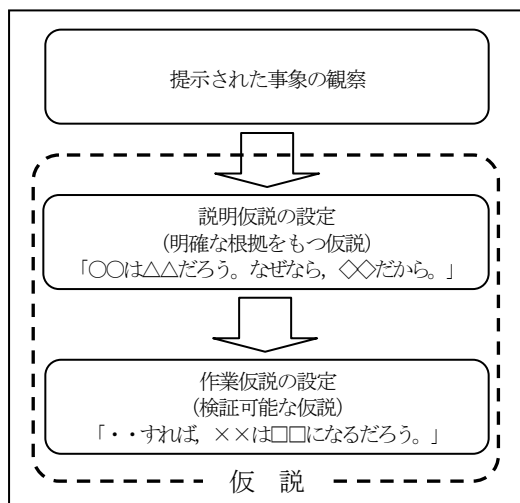 提示された事象の観察
説明仮説の設定
(明確な根拠をもつ仮説)
「○○は△△だろう。なぜなら，◇◇だから。」
作業仮説の設定
(検証可能な仮説)
「・・すれば，××は□□になるだろう。」
仮 説